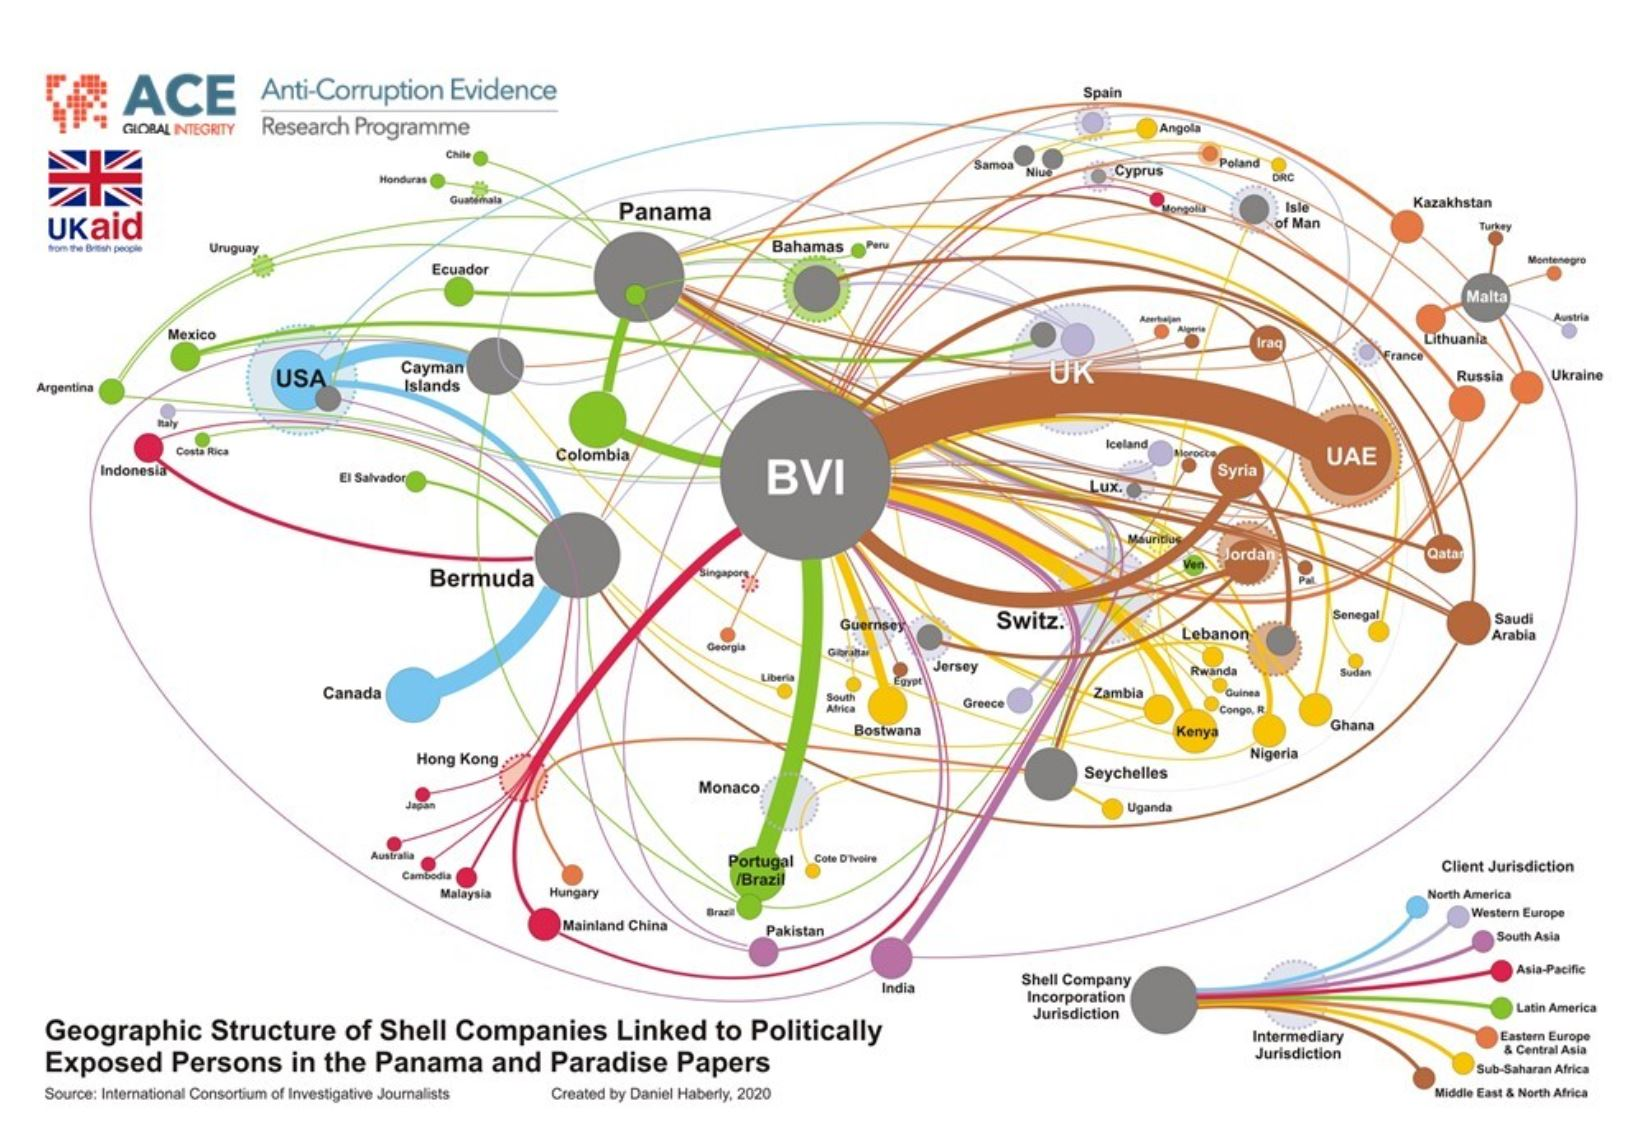 ACE
GLOBAL INTEGRITY
Anti-Corruption Evidence
Research Programme
UKaid
from the British people
Spain
Angola
Chile
Samoa
Niue
Poland
DRC
Cyprus
Honduras
Guatemala
Mongolia
Kazakhstan
Panama
Isle
of Man
Turkey
Uruguay
Bahamas
Peru
Montenegro
Ecuador
Malta
Mexico
Azerbaijan
Algeria
Austria
Iraq
Lithuania
France
Cayman
Islands
USA
UK
Russia
Ukraine
Argentina
Italy
Costa Rica
Indonesia
Colombia
BVI
Iceland
Morocco
UAE
Syria
El Salvador
Lux.
Mauritius
Jordan
Qatar
Ven.
Pal.
Bermuda
Singapore
Switz.
Guernsey
Senegal
Saudi
Arabia
Georgia
Gibraltar
Jersey
Lebanon
Rwanda
Sudan
Egypt
Canada
Liberia
South
Africa
Greece
Zambia
Guinea
Congo, R.
Bostwana
Kenya
Ghana
Nigeria
Hong Kong
Seychelles
Monaco
Japan
Uganda
Australia
Cambodia
Malaysia
Hungary
Portugal
/Brazil
Cote D'Ivoire
Brazil
Mainland China
Pakistan
India
Client Jurisdiction
North America
Western Europe
South Asia
Asia-Pacific
Latin America
Eastern Europe
& Central Asia
Sub-Saharan Africa
Middle East & North Africa
Shell Company
Incorporation
Jurisdiction
Intermediary
Jurisdiction
Geographic Structure of Shell Companies Linked to Politically
Exposed Persons in the Panama and Paradise Papers
Source: International Consortium of Investigative Journalists
Created by Daniel Haberly, 2020